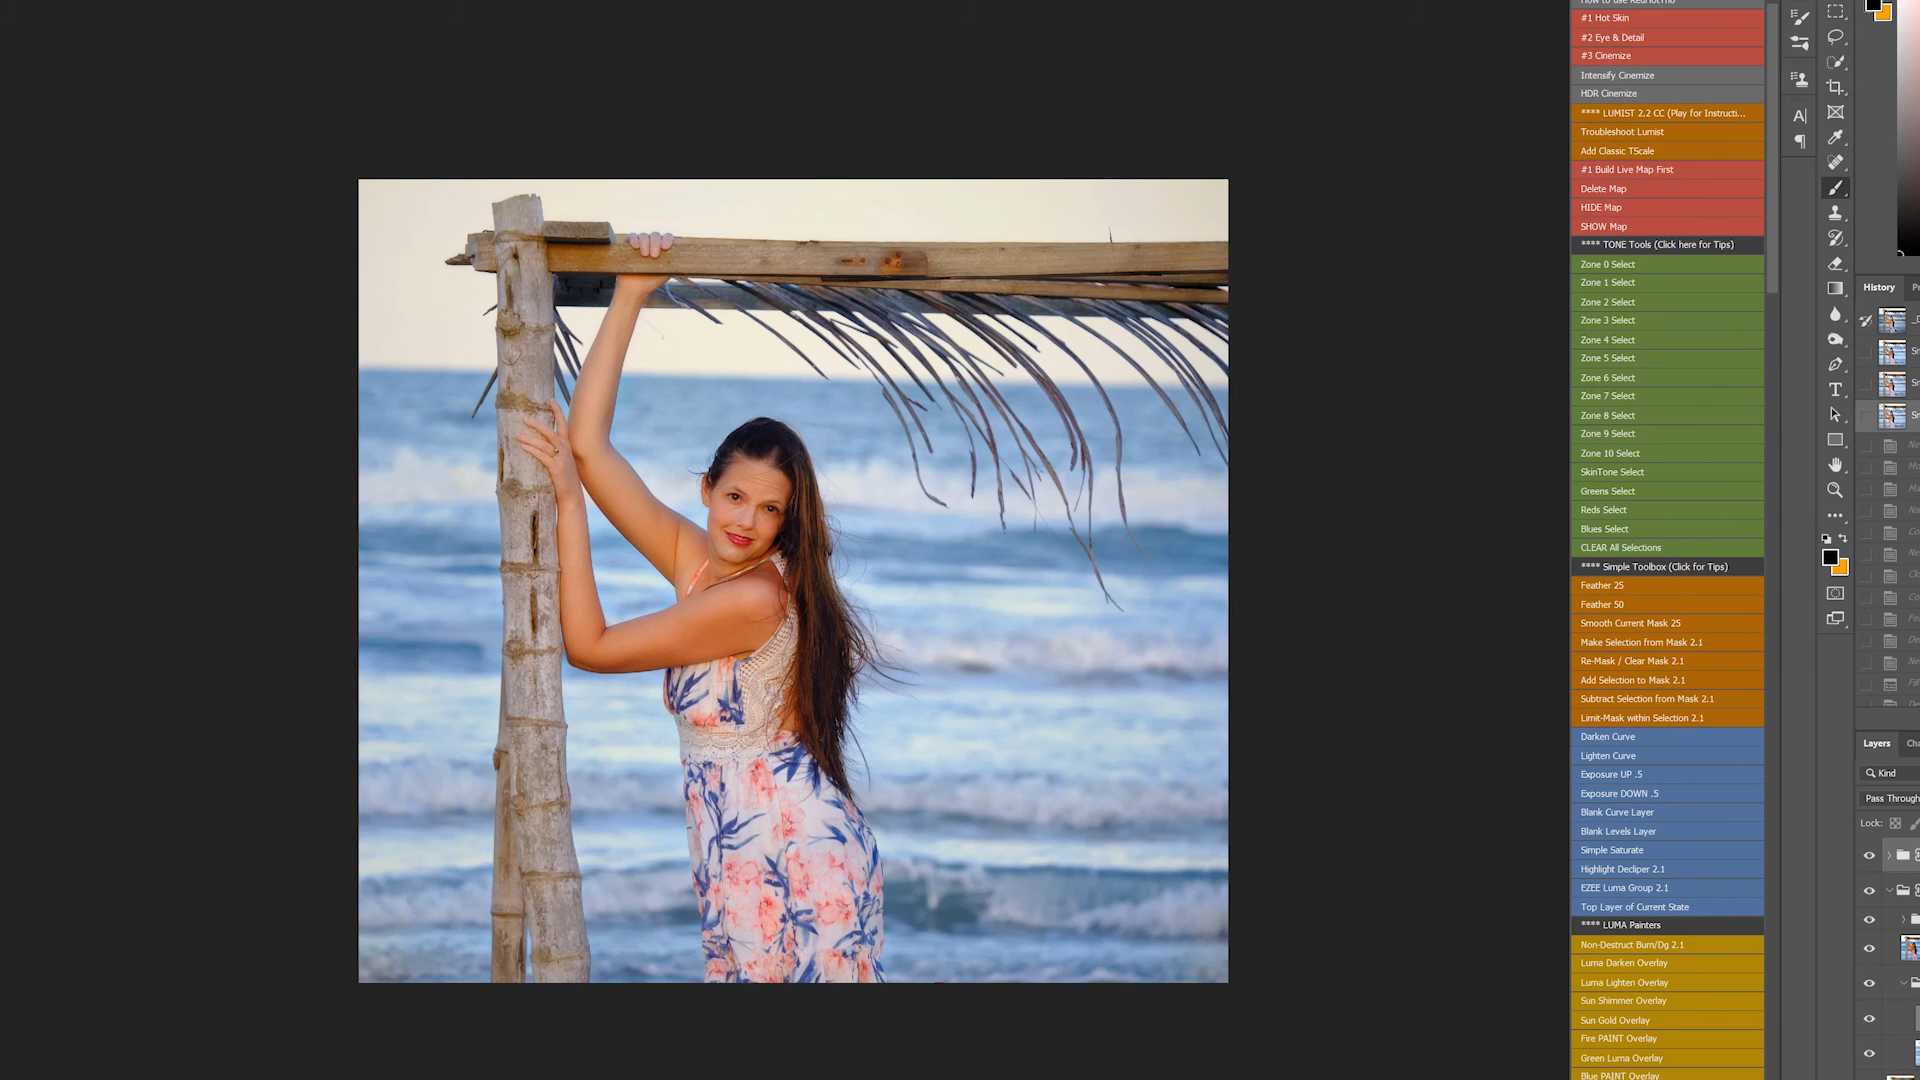 How to use RedHotTho
#1 Hot Skin
#2 Eye & Detail
#3 Cinemize
Intensify Cinemize
HDR Cinemize
**** LUMIST 2.2 CC (Play for Instructi...
Troubleshoot Lumist
Add Classic TScale
#1 Build Live Map First
Delete Map
HIDE Map
SHOW Map
**** TONE Tools (Click here for Tips)
Zone 0 Select
Zone 1 Select
Zone 2 Select
Zone 3 Select
Zone 4 Select
Zone 5 Select
Zone 6 Select
Zone 7 Select
Zone 8 Select
Zone 9 Select
Zone 10 Select
SkinTone Select
Greens Select
Reds Select
Blues Select
CLEAR All Selections
**** Simple Toolbox (Click for Tips)
Feather 25
Feather 50
Smooth Current Mask 25
Make Selection from Mask 2.1
Re-Mask / Clear Mask 2.1
Add Selection to Mask 2.1
Subtract Selection from Mask 2.1
Limit-Mask within Selection 2.1
Darken Curve
Lighten Curve
Exposure UP .5
Exposure DOWN .5
Blank Curve Layer
Blank Levels Layer
Simple Saturate
Highlight Decliper 2.1
EZEE Luma Group 2.1
Top Layer of Current State
**** LUMA Painters
Non-Destruct Burn/Dg 2.1
Luma Darken Overlay
Luma Lighten Overlay
Sun Shimmer Overlay
Sun Gold Overlay
Fire PAINT Overlay
Green Luma Overlay
Blue PAINT Overlay
History
Layers
Cha
Kind
Pass Through
Lock: